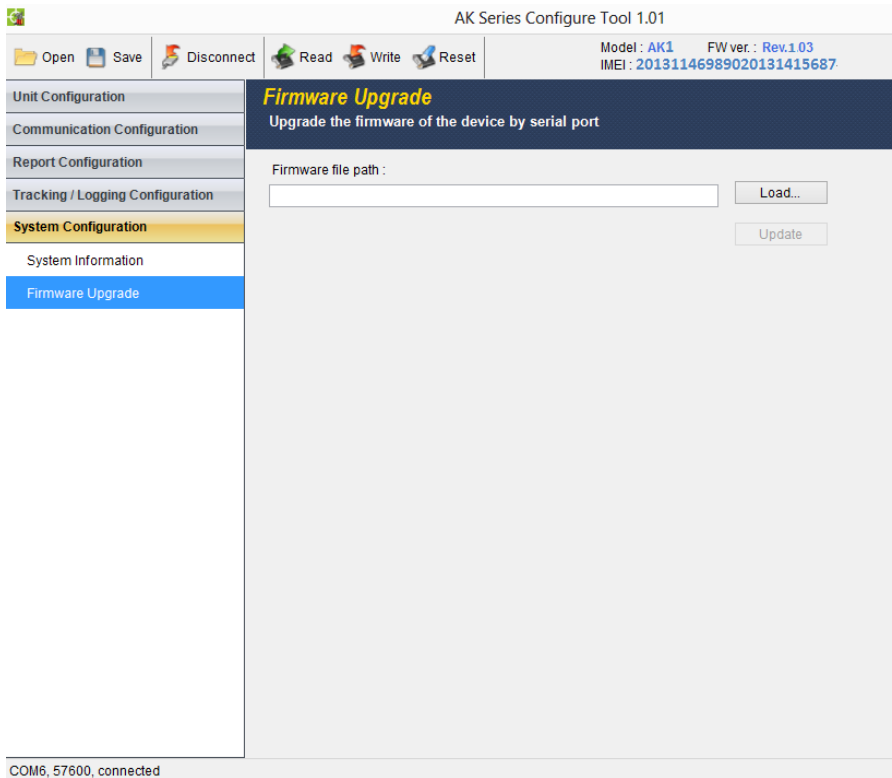 AK Series Configure Tool 1.01
Open Save Disconnect Read Write Reset
Model : AK1 FW ver. : Rev.1.03
IMEI : 20131146989020131415687
Unit Configuration
Communication Configuration
Report Configuration
Tracking / Logging Configuration
System Configuration
System Information
Firmware Upgrade
Firmware Upgrade
Upgrade the firmware of the device by serial port
Firmware file path :
Load...
Update
COM6, 57600, connected